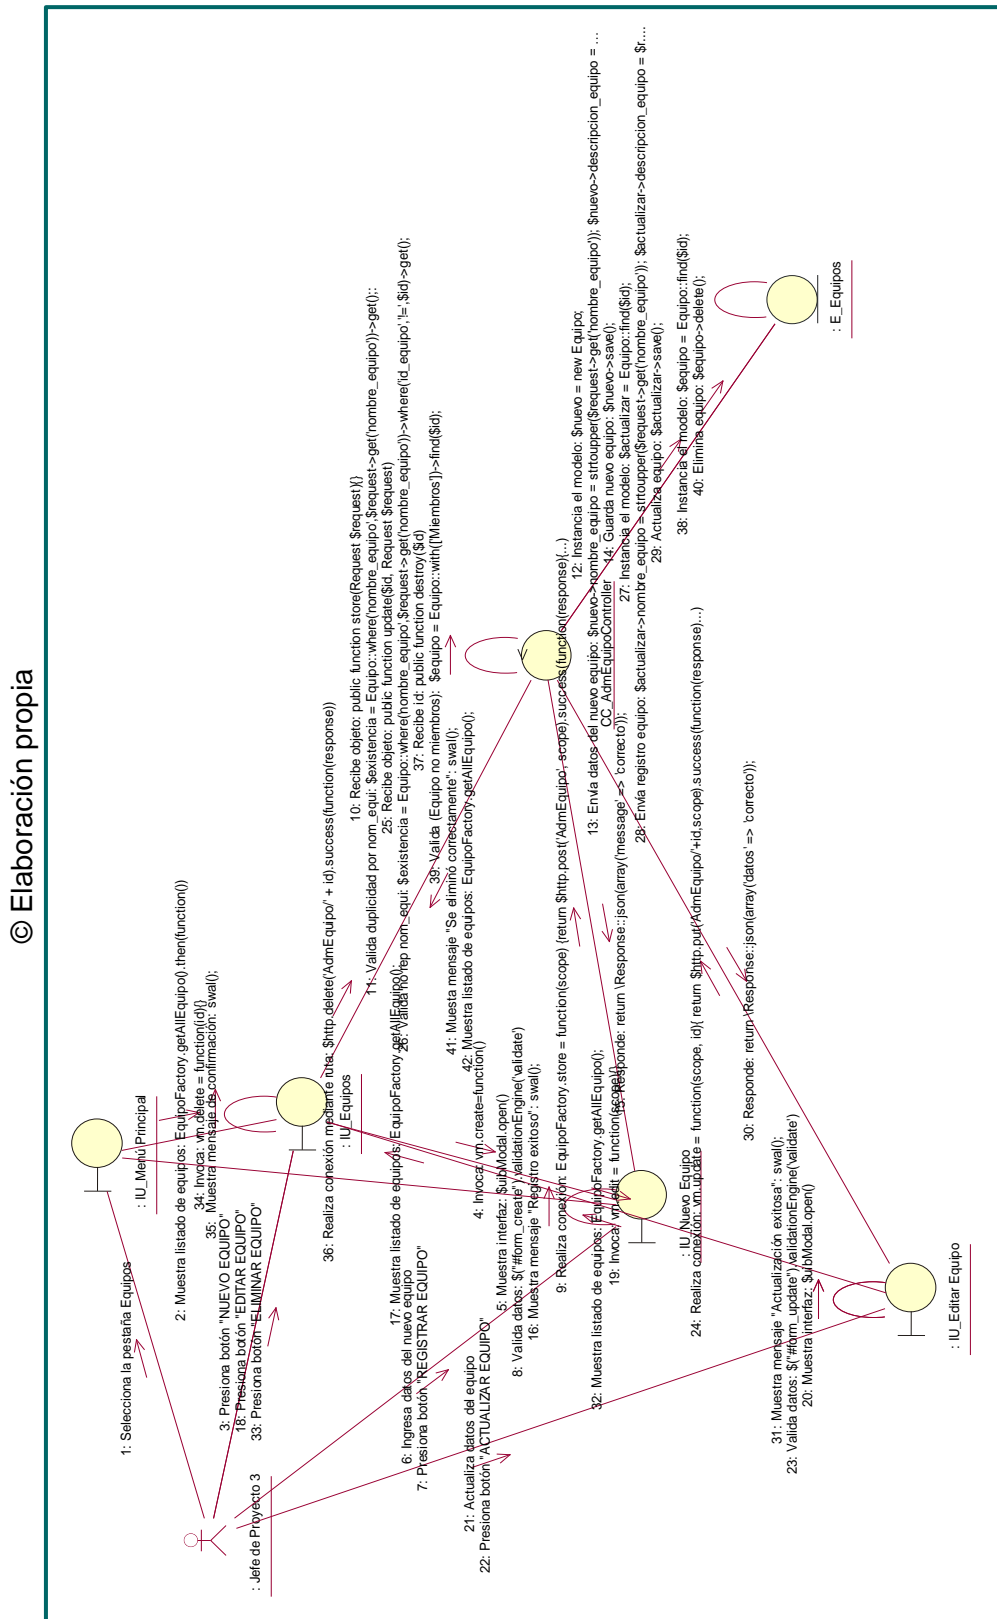 © Elaboración propia
: Jefe de Proyecto 3
: IU_Menú Principal
: IU_Equipos
: IU_Nuevo Equipo
: IU_Editar Equipo
CC_AdmEquipoController
: E_Equipos
1: Selecciona la pestaña Equipos
2: Muestra listado de equipos: EquipoFactory.getAllEquipo().then(function())
34: Invoca: vm.delete = function(id){}
35: Muestra mensaje de confirmación: swal();
3: Presiona botón "NUEVO EQUIPO"
18: Presiona botón "EDITAR EQUIPO"
33: Presiona botón "ELIMINAR EQUIPO"
36: Realiza conexión mediante ruta: $http.delete('AdmEquipo/' + id).success(function(response))
10: Recibe objeto: public function store(Request $request){}
11: Valida duplicidad por nom_equi: $existencia = Equipo::where('nombre_equipo',$request->get('nombre_equipo'))->get();:
25: Recibe objeto: public function update($id, Request $request)
26: Valida no rep nom_equi: $existencia = Equipo::where('nombre_equipo',$request->get('nombre_equipo'))->where('id_equipo','!=',$id)->get();
37: Recibe id: public function destroy($id)
39: Valida (Equipo no miembros): $equipo = Equipo::with(['Miembros'])->find($id);
17: Muestra listado de equipos: EquipoFactory.getAllEquipo();
6: Ingresa datos del nuevo equipo
7: Presiona botón "REGISTRAR EQUIPO"
41: Muesta mensaje "Se eliminó correctamente": swal();
42: Muestra listado de equipos: EquipoFactory.getAllEquipo();
4: Invoca: vm.create=function()
21: Actualiza datos del equipo
22: Presiona botón "ACTUALIZAR EQUIPO"
5: Muestra interfaz: $uibModal.open()
8: Valida datos: $("#form_create").validationEngine('validate')
16: Muestra mensaje "Registro exitoso": swal();
9: Realiza conexión: EquipoFactory.store = function(scope) {return $http.post('AdmEquipo', scope).success(function(response){...)
12: Instancia el modelo: $nuevo = new Equipo;
13: Envía datos del nuevo equipo: $nuevo->nombre_equipo = strtoupper($request->get('nombre_equipo')); $nuevo->descripcion_equipo = ...
14: Guarda nuevo equipo: $nuevo->save();
32: Muestra listado de equipos: EquipoFactory.getAllEquipo();
19: Invoca: vm.edit = function(scope){}
15: Responde: return \Response::json(array('message' => 'correcto'));
27: Instancia el modelo: $actualizar = Equipo::find($id);
28: Envía registro equipo: $actualizar->nombre_equipo = strtoupper($request->get('nombre_equipo')); $actualizar->descripcion_equipo = $r....
29: Actualiza equipo: $actualizar->save();
38: Instancia el modelo: $equipo = Equipo::find($id);
40: Elimina equipo: $equipo->delete();
24: Realiza conexión: vm.update = function(scope, id){ return $http.put('AdmEquipo/'+id,scope).success(function(response)...)
30: Responde: return \Response::json(array('datos' => 'correcto'));
31: Muestra mensaje "Actualización exitosa": swal();
23: Valida datos: $("#form_update").validationEngine('validate')
20: Muestra interfaz: $uibModal.open()